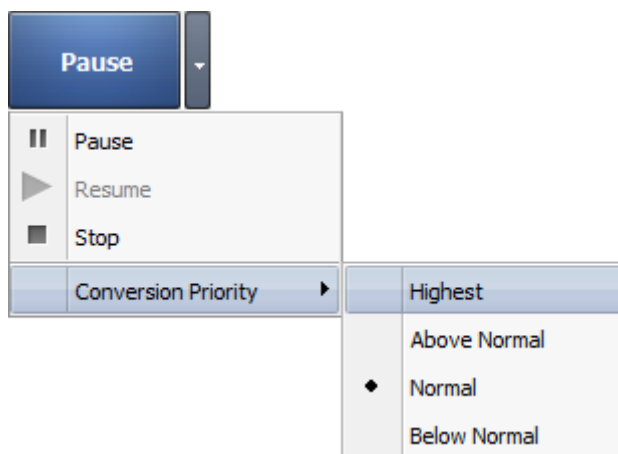 Pause
Pause
Resume
Stop
Conversion Priority
Highest
Above Normal
Normal
Below Normal